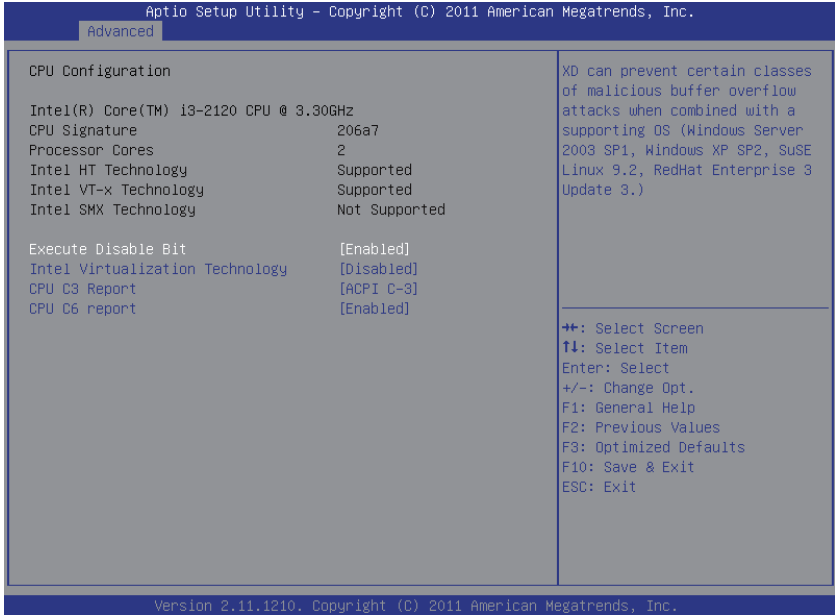 Aptio Setup Utility – Copyright (C) 2011 American Megatrends, Inc.
Advanced
CPU Configuration
Intel(R) Core(TM) i3-2120 CPU @ 3.30GHz
CPU Signature 206a7
Processor Cores 2
Intel HT Technology Supported
Intel VT-x Technology Supported
Intel SMX Technology Not Supported
Execute Disable Bit [Enabled]
Intel Virtualization Technology [Disabled]
CPU C3 Report [ACPI C-3]
CPU C6 report [Enabled]
XD can prevent certain classes
of malicious buffer overflow
attacks when combined with a
supporting OS (Windows Server
2003 SP1, Windows XP SP2, SuSE
Linux 9.2, RedHat Enterprise 3
Update 3.)
→←: Select Screen
↑↓: Select Item
Enter: Select
+/-: Change Opt.
F1: General Help
F2: Previous Values
F3: Optimized Defaults
F10: Save & Exit
ESC: Exit
Version 2.11.1210. Copyright (C) 2011 American Megatrends, Inc.